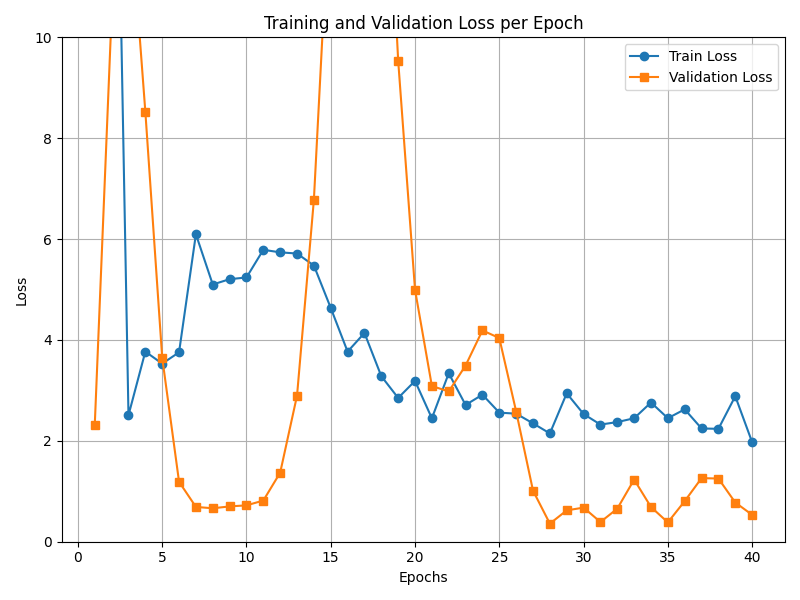 Training and Validation Loss per Epoch
Train Loss
Validation Loss
Loss
10
8
6
4
2
0
0 5 10 15 20 25 30 35 40
Epochs